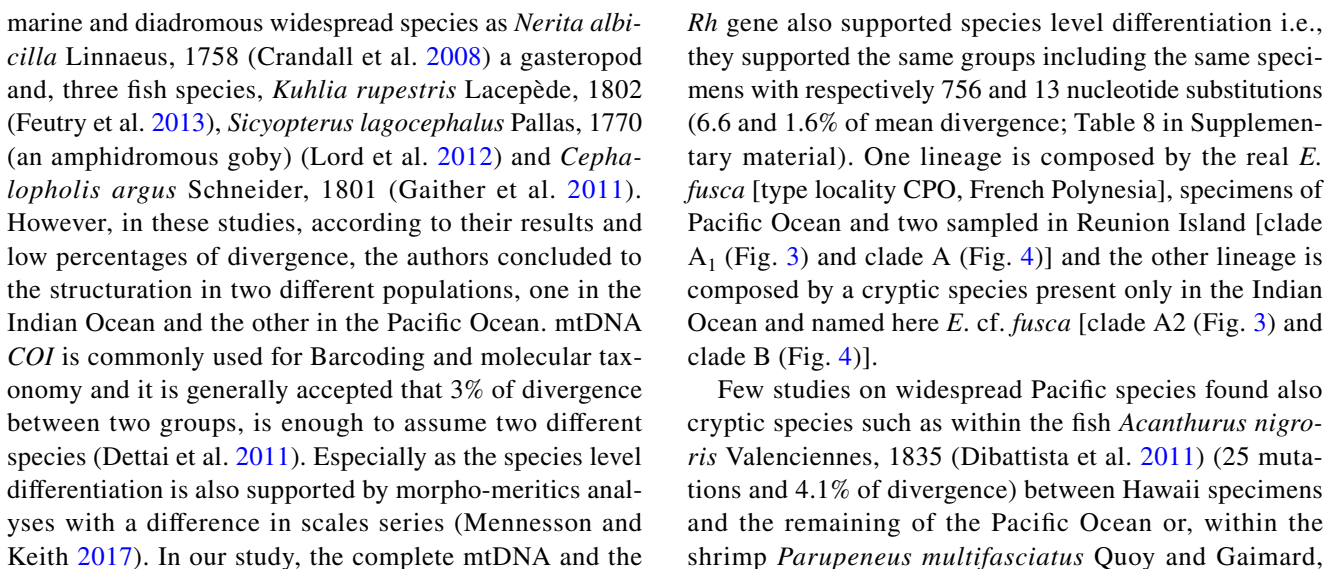 marine and diadromous widespread species as Nerita albi-
cilla Linnaeus, 1758 (Crandall et al. 2008) a gasteropod
and, three fish species, Kuhlia rupestris Lacepède, 1802
(Feutry et al. 2013), Sicyopterus lagocephalus Pallas, 1770
(an amphidromous goby) (Lord et al. 2012) and Cepha-
lopholis argus Schneider, 1801 (Gaither et al. 2011).
However, in these studies, according to their results and
low percentages of divergence, the authors concluded to
the structuration in two different populations, one in the
Indian Ocean and the other in the Pacific Ocean. mtDNA
COI is commonly used for Barcoding and molecular tax-
onomy and it is generally accepted that 3% of divergence
between two groups, is enough to assume two different
species (Dettai et al. 2011). Especially as the species level
differentiation is also supported by morpho-meritics anal-
yses with a difference in scales series (Mennesson and
Keith 2017). In our study, the complete mtDNA and the
Rh gene also supported species level differentiation i.e.,
they supported the same groups including the same speci-
mens with respectively 756 and 13 nucleotide substitutions
(6.6 and 1.6% of mean divergence; Table 8 in Supplemen-
tary material). One lineage is composed by the real E.
fusca [type locality CPO, French Polynesia], specimens of
Pacific Ocean and two sampled in Reunion Island [clade
A1 (Fig. 3) and clade A (Fig. 4)] and the other lineage is
composed by a cryptic species present only in the Indian
Ocean and named here E. cf. fusca [clade A2 (Fig. 3) and
clade B (Fig. 4)].
Few studies on widespread Pacific species found also
cryptic species such as within the fish Acanthurus nigro-
ris Valenciennes, 1835 (Dibattista et al. 2011) (25 muta-
tions and 4.1% of divergence) between Hawaii specimens
and the remaining of the Pacific Ocean or, within the
shrimp Parupeneus multifasciatus Quoy and Gaimard,